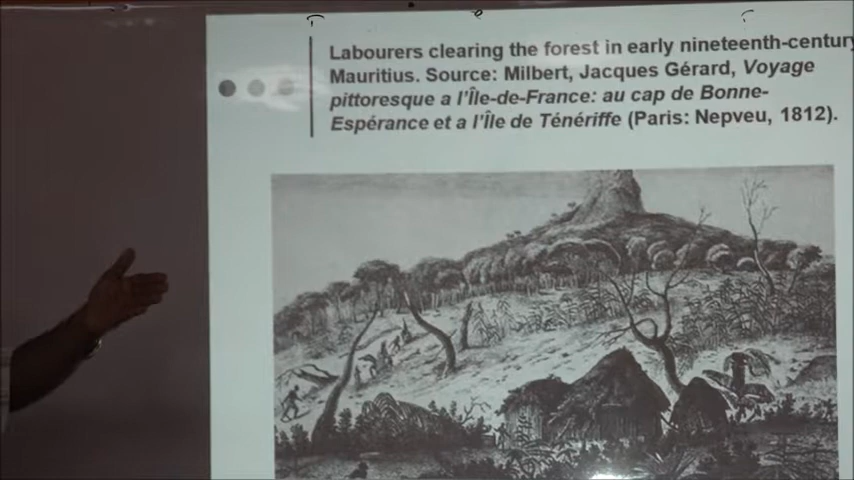 Labourers clearing the forest in early nineteenth-century
Mauritius. Source: Milbert, Jacques Gérard, Voyage
pittoresque a l'Île-de-France: au cap de Bonne-
Espérance et a l'Île de Ténériffe (Paris: Nepveu, 1812).